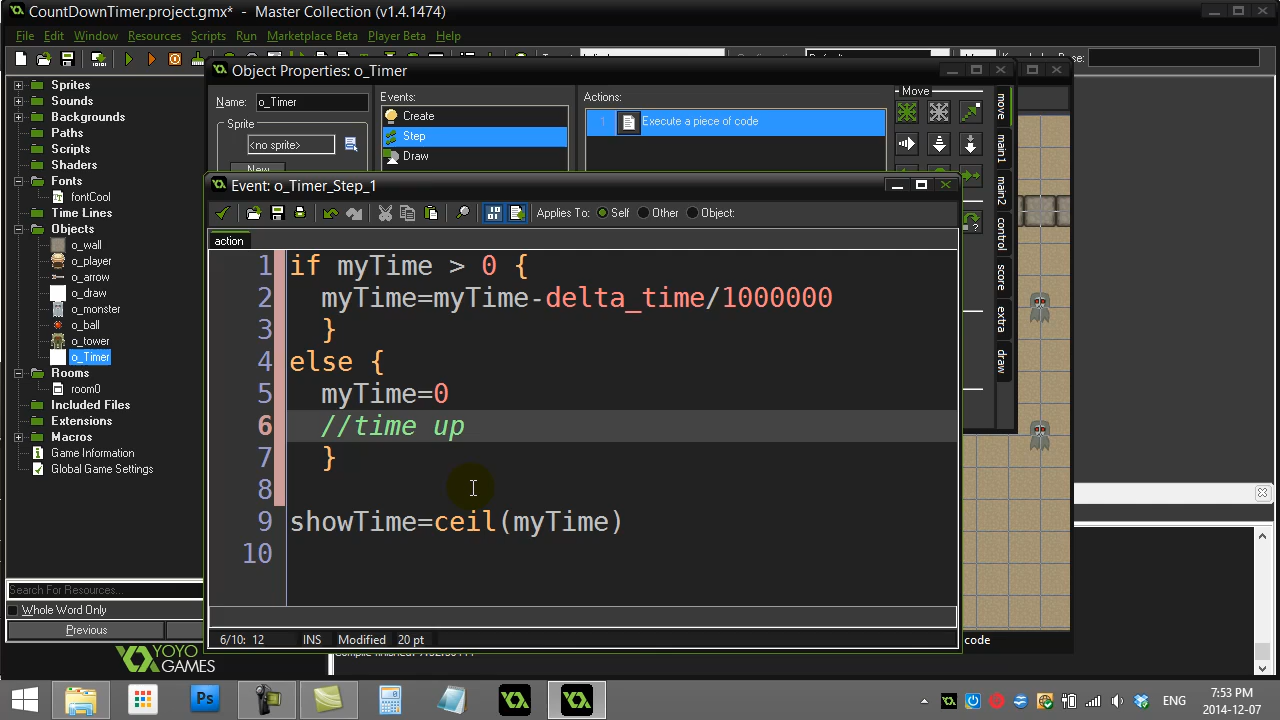 CountDownTimer.project.gmx* - Master Collection (v1.4.1474)
File Edit Window Resources Scripts Run Marketplace Beta Player Beta Help
Sprites
Sounds
Backgrounds
Paths
Scripts
Shaders
Fonts
fontCool
Time Lines
Objects
o_wall
o_player
o_arrow
o_draw
o_monster
o_ball
o_tower
o_Timer
Rooms
room0
Included Files
Extensions
Macros
Game Information
Global Game Settings
Search For Resources...
Whole Word Only
Previous
YOYO
GAMES
Object Properties: o_Timer
Name: o_Timer
Sprite
<no sprite>
New
Events:
Create
Step
Draw
Actions:
1 Execute a piece of code
Move
move
main1
main2
control
score
extra
draw
Event: o_Timer_Step_1
Applies To: Self Other Object:
action
1 if myTime > 0 {
2 myTime=myTime-delta_time/1000000
3 }
4 else {
5 myTime=0
6 //time up
7 }
8
9 showTime=ceil(myTime)
10
6/10: 12 INS Modified 20 pt
code
ENG
7:53 PM
2014-12-07